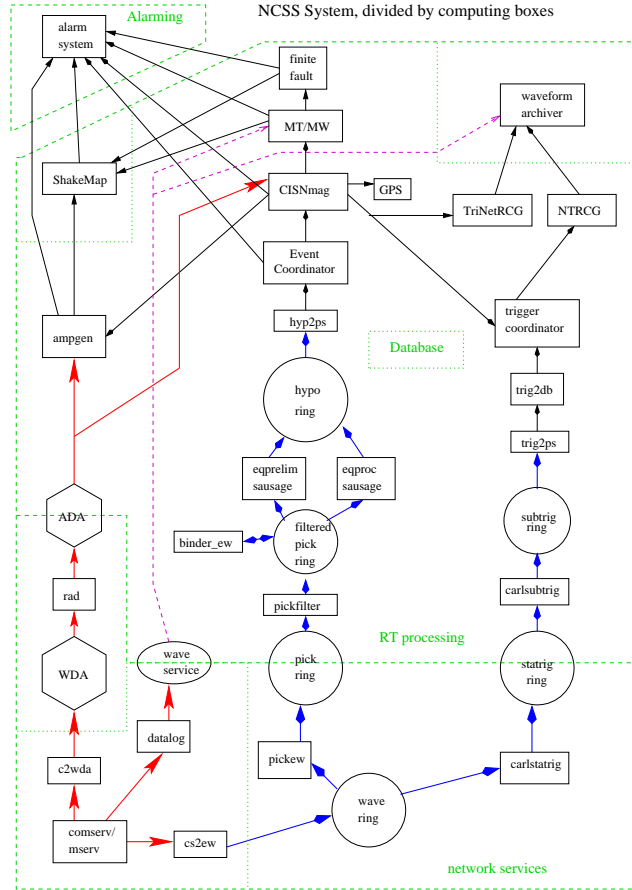 NCSS System, divided by computing boxes
Alarming
alarm
system
finite
fault
waveform
archiver
MT/MW
ShakeMap
CISNmag
GPS
TriNetRCG
NTRCG
Event
Coordinator
trigger
coordinator
hyp2ps
ampgen
Database
hypo
ring
trig2db
trig2ps
eqprelim
sausage
eqproc
sausage
ADA
filtered
pick
ring
subtrig
ring
binder_ew
rad
pickfilter
carlsubtrig
RT processing
wave
service
pick
ring
statrig
ring
WDA
datalog
c2wda
pickew
carlstatrig
wave
ring
comserv/
mserv
cs2ew
network services